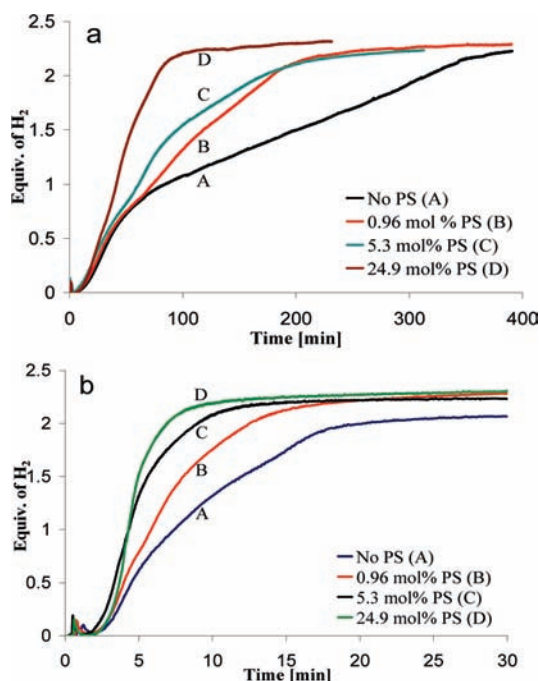 a
2.5
2
1.5
1
0.5
0
Equiv. of H2
D
C
B
A
No PS (A)
0.96 mol % PS (B)
5.3 mol% PS (C)
24.9 mol% PS (D)
0 100 200 300 400
Time [min]
b
2.5
2
1.5
1
0.5
0
Equiv. of H2
D
C
B
A
No PS (A)
0.96 mol% PS (B)
5.3 mol% PS (C)
24.9 mol% PS (D)
0 5 10 15 20 25 30
Time [min]